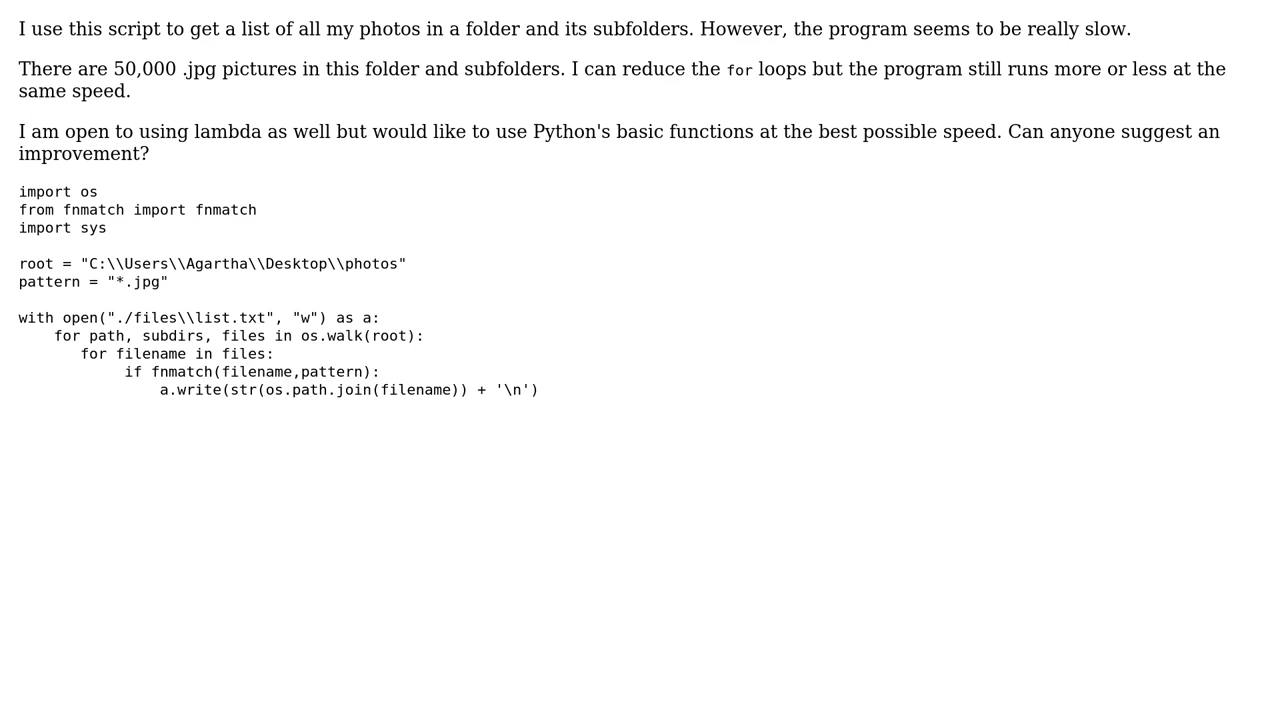 I use this script to get a list of all my photos in a folder and its subfolders. However, the program seems to be really slow.
There are 50,000 .jpg pictures in this folder and subfolders. I can reduce the for loops but the program still runs more or less at the
same speed.
I am open to using lambda as well but would like to use Python's basic functions at the best possible speed. Can anyone suggest an
improvement?
import os
from fnmatch import fnmatch
import sys
root = "C:\\Users\\Agartha\\Desktop\\photos"
pattern = "*.jpg"
with open("./files\\list.txt", "w") as a:
    for path, subdirs, files in os.walk(root):
       for filename in files:
            if fnmatch(filename,pattern):
                a.write(str(os.path.join(filename)) + '\n')